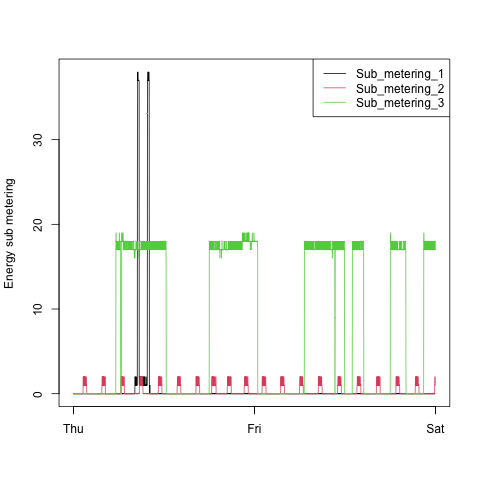 Sub_metering_1
Sub_metering_2
Sub_metering_3
Energy sub metering
30
20
10
0
Thu Fri Sat